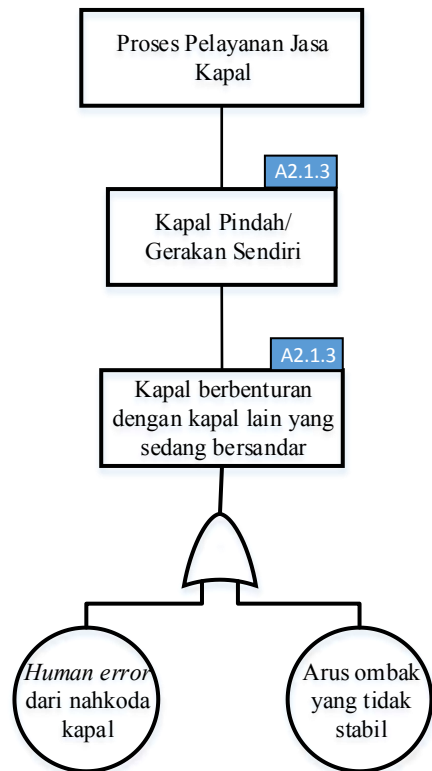 Proses Pelayanan Jasa
Kapal
A2.1.3
Kapal Pindah/
Gerakan Sendiri
A2.1.3
Kapal berbenturan
dengan kapal lain yang
sedang bersandar
Human error
dari nahkoda
kapal
Arus ombak
yang tidak
stabil